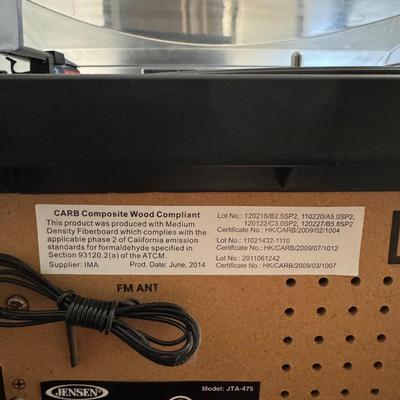 CARB Composite Wood Compliant
This product was produced with Medium
Density Fiberboard which complies with the
applicable phase 2 of California emission
standards for formaldehyde specified in
Section 93120.2(a) of the ATCM.
Supplier: IMA Prod. Date: June, 2014
Lot No.: 120216/B2.5SP2, 110220/A5.0SP2,
120122/C3.0SP2, 120227/B5.8SP2
Certificate No.: HK/CARB/2009/02/1004
Lot No.: 11021432-1110
Certificate No.: HK/CARB/2009/07/1012
Lot No.: 2011061242
Certificate No.: HK/CARB/2009/03/1007
FM ANT
JENSEN
Model: JTA-475